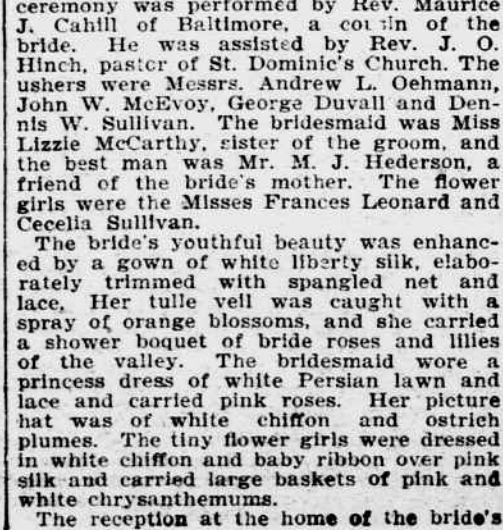 ceremony was performed by Rev. Maurice
J. Cahill of Baltimore, a cousin of the
bride. He was assisted by Rev. J. O.
Hinch, pastor of St. Dominic's Church. The
ushers were Messrs. Andrew L. Oehmann,
John W. McEvoy, George Duvall and Den-
nis W. Sullivan. The bridesmaid was Miss
Lizzie McCarthy, sister of the groom, and
the best man was Mr. M. J. Hederson, a
friend of the bride's mother. The flower
girls were the Misses Frances Leonard and
Cecelia Sullivan.
The bride's youthful beauty was enhanc-
ed by a gown of white liberty silk, elabo-
rately trimmed with spangled net and
lace. Her tulle veil was caught with a
spray of orange blossoms, and she carried
a shower boquet of bride roses and lilies
of the valley. The bridesmaid wore a
princess dress of white Persian lawn and
lace and carried pink roses. Her picture
hat was of white chiffon and ostrich
plumes. The tiny flower girls were dressed
in white chiffon and baby ribbon over pink
silk and carried large baskets of pink and
white chrysanthemums.
The reception at the home of the bride's